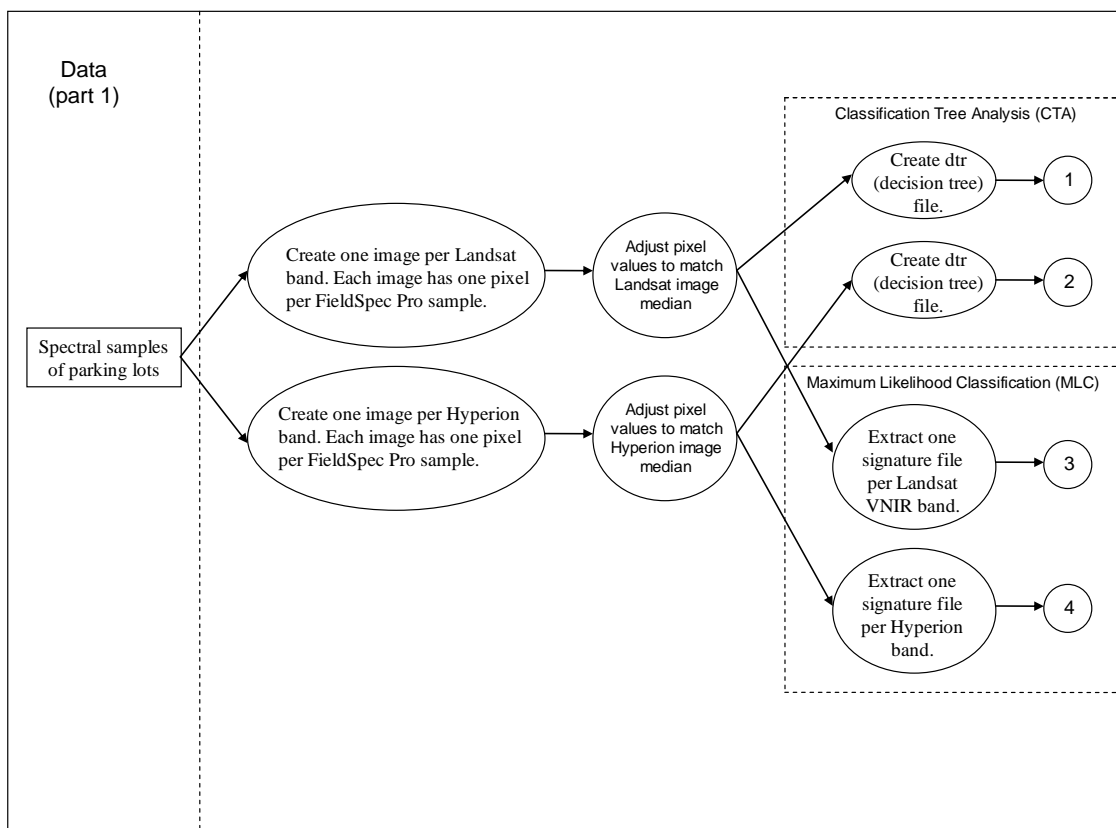 Data
(part 1)
Spectral samples
of parking lots
Create one image per Landsat
band. Each image has one pixel
per FieldSpec Pro sample.
Adjust pixel
values to match
Landsat image
median
Create one image per Hyperion
band. Each image has one pixel
per FieldSpec Pro sample.
Adjust pixel
values to match
Hyperion image
median
Classification Tree Analysis (CTA)
Create dtr
(decision tree)
file.
1
Create dtr
(decision tree)
file.
2
Maximum Likelihood Classification (MLC)
Extract one
signature file
per Landsat
VNIR band.
3
Extract one
signature file
per Hyperion
band.
4